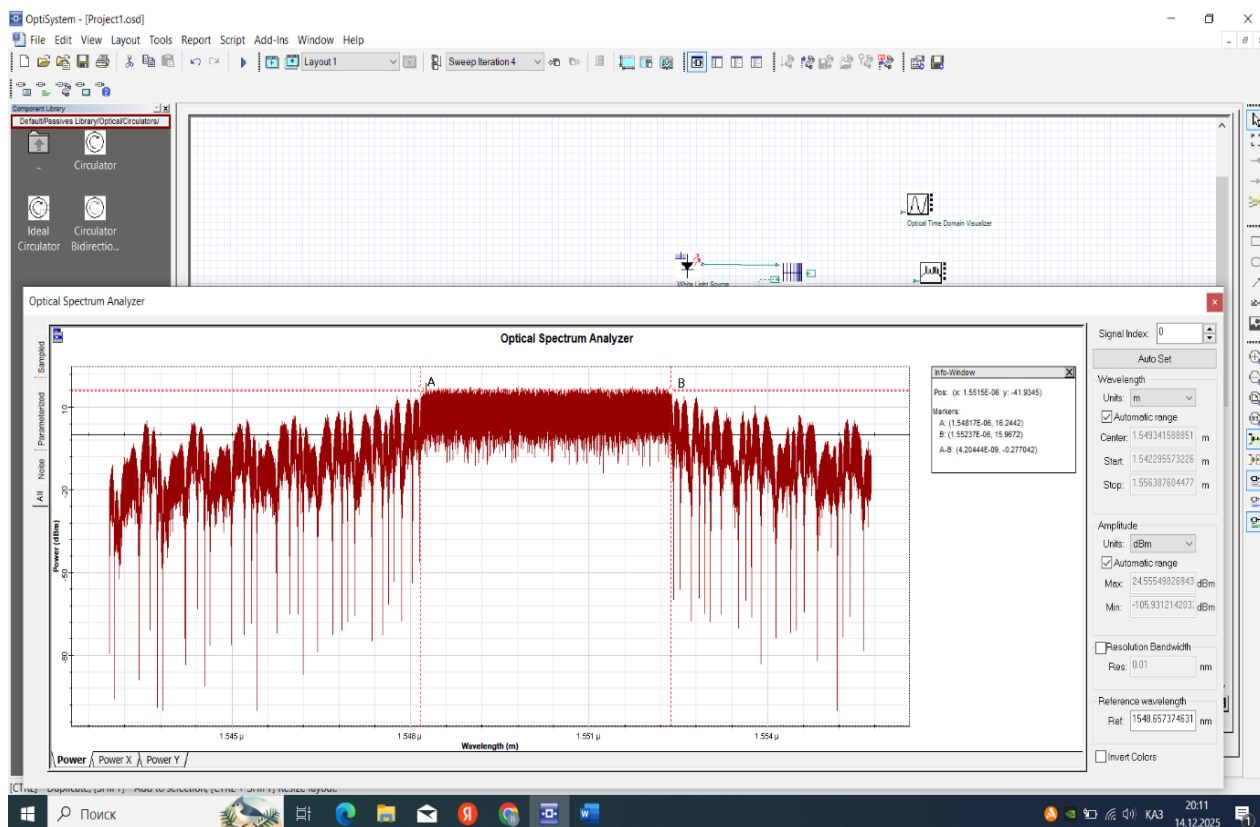 OptiSystem - [Project1.osd]
File Edit View Layout Tools Report Script Add-Ins Window Help
Layout 1
Sweep Iteration 4
Component Library
Default/Passives Library/Optical/Circulators/
..
Circulator
Ideal Circulator
Circulator Bidirectio...
Optical Time Domain Visualizer
White Light Source
Optical Spectrum Analyzer
Optical Spectrum Analyzer
Sampled
Parameterized
Noise
All
Power (dBm)
10
-20
-50
-80
A
B
1.545 µ
1.548 µ
1.551 µ
1.554 µ
Wavelength (m)
Power
Power X
Power Y
Info-Window
Pos: (x: 1.5515E-06 y: -41.9345)
Markers:
A: (1.54817E-06, 16.2442)
B: (1.55237E-06, 15.9672)
A-B: (4.20444E-09, -0.277042)
Signal Index: 0
Auto Set
Wavelength
Units: m
Automatic range
Center: 1.549341588851 m
Start: 1.542295573226 m
Stop: 1.556387604477 m
Amplitude
Units: dBm
Automatic range
Max: 24.55549826943 dBm
Min: -105.931214203 dBm
Resolution Bandwidth
Res: 0.01 nm
Reference wavelength
Ref: 1548.657374631 nm
Invert Colors
Поиск
КАЗ
20:11
14.12.2025